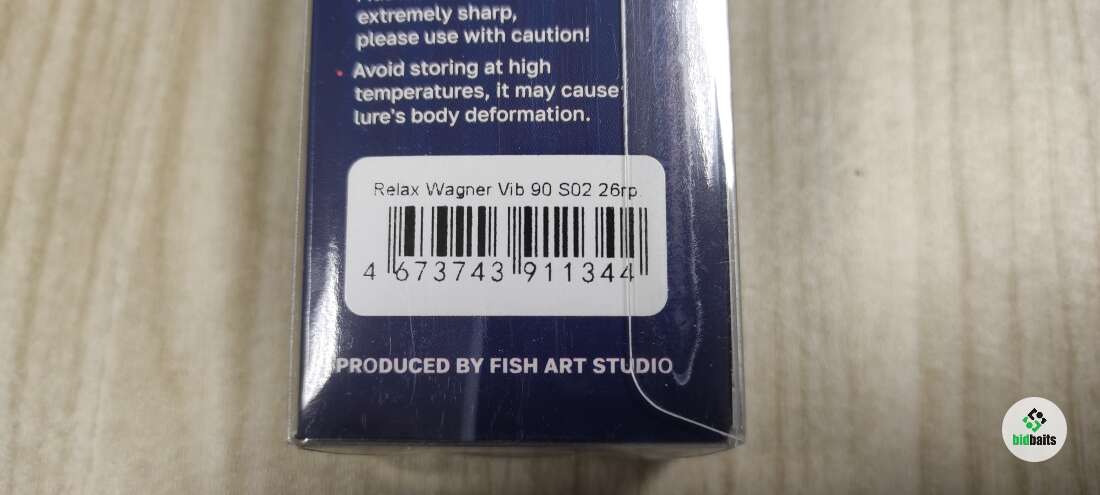 extremely sharp,
please use with caution!
Avoid storing at high
temperatures, it may cause
lure's body deformation.
Relax Wagner Vib 90 S02 26гр
4 673743 911344
PRODUCED BY FISH ART STUDIO
bidbaits